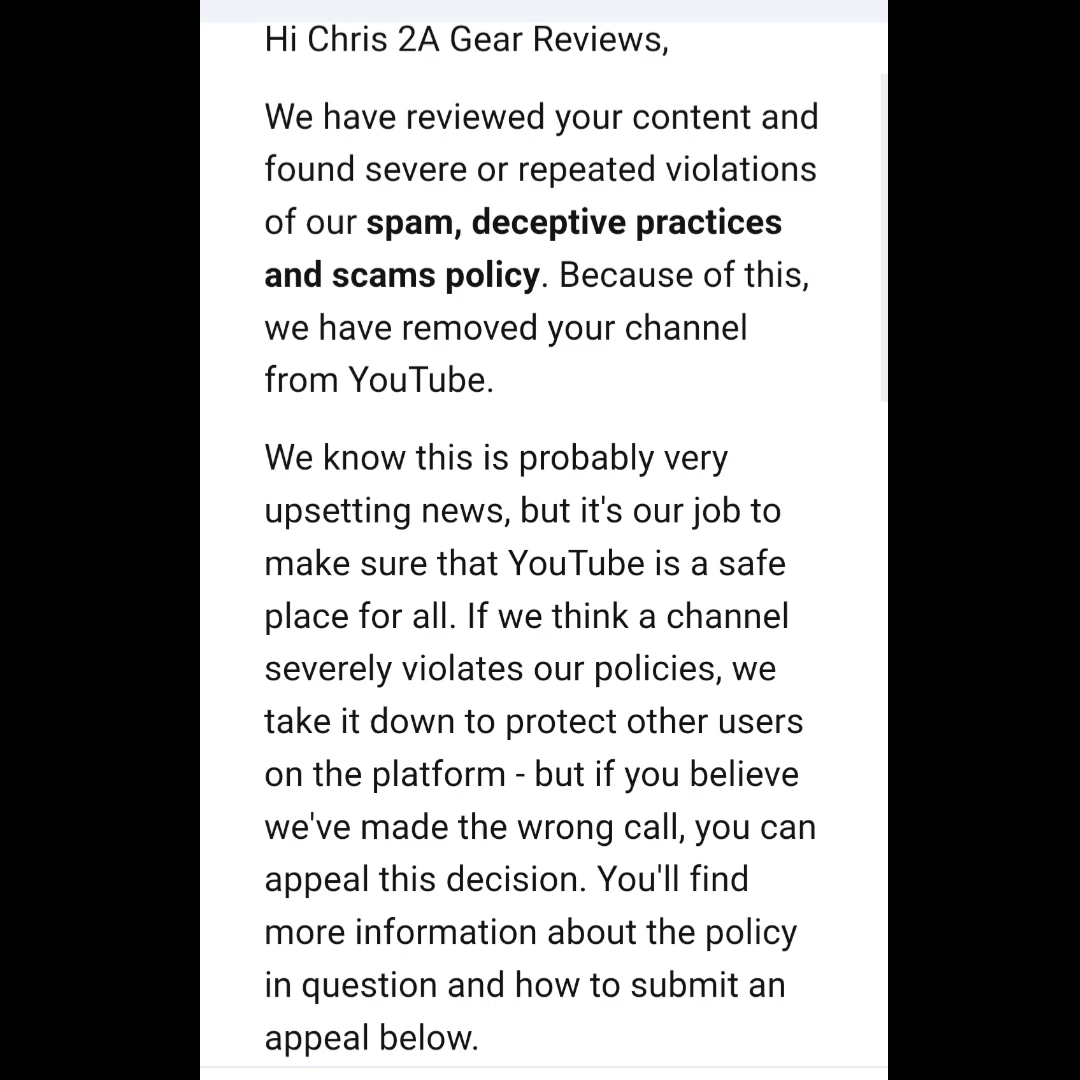 Hi Chris 2A Gear Reviews,
We have reviewed your content and
found severe or repeated violations
of our spam, deceptive practices
and scams policy. Because of this,
we have removed your channel
from YouTube.
We know this is probably very
upsetting news, but it's our job to
make sure that YouTube is a safe
place for all. If we think a channel
severely violates our policies, we
take it down to protect other users
on the platform - but if you believe
we've made the wrong call, you can
appeal this decision. You'll find
more information about the policy
in question and how to submit an
appeal below.